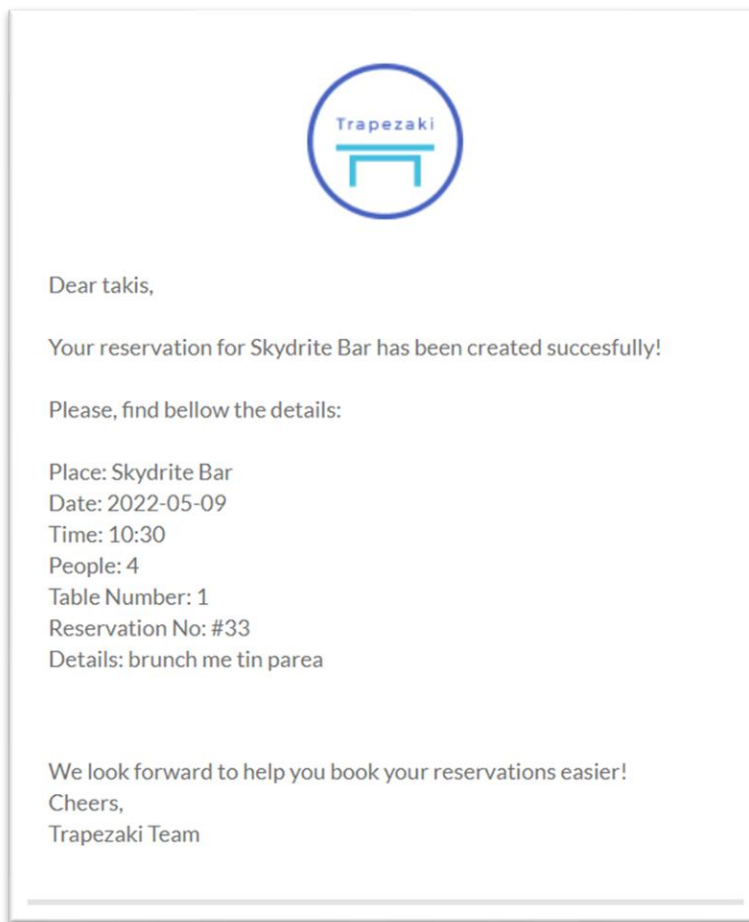 Trapezaki
Dear takis,
Your reservation for Skydrite Bar has been created succesfully!
Please, find bellow the details:
Place: Skydrite Bar
Date: 2022-05-09
Time: 10:30
People: 4
Table Number: 1
Reservation No: #33
Details: brunch me tin parea
We look forward to help you book your reservations easier!
Cheers,
Trapezaki Team